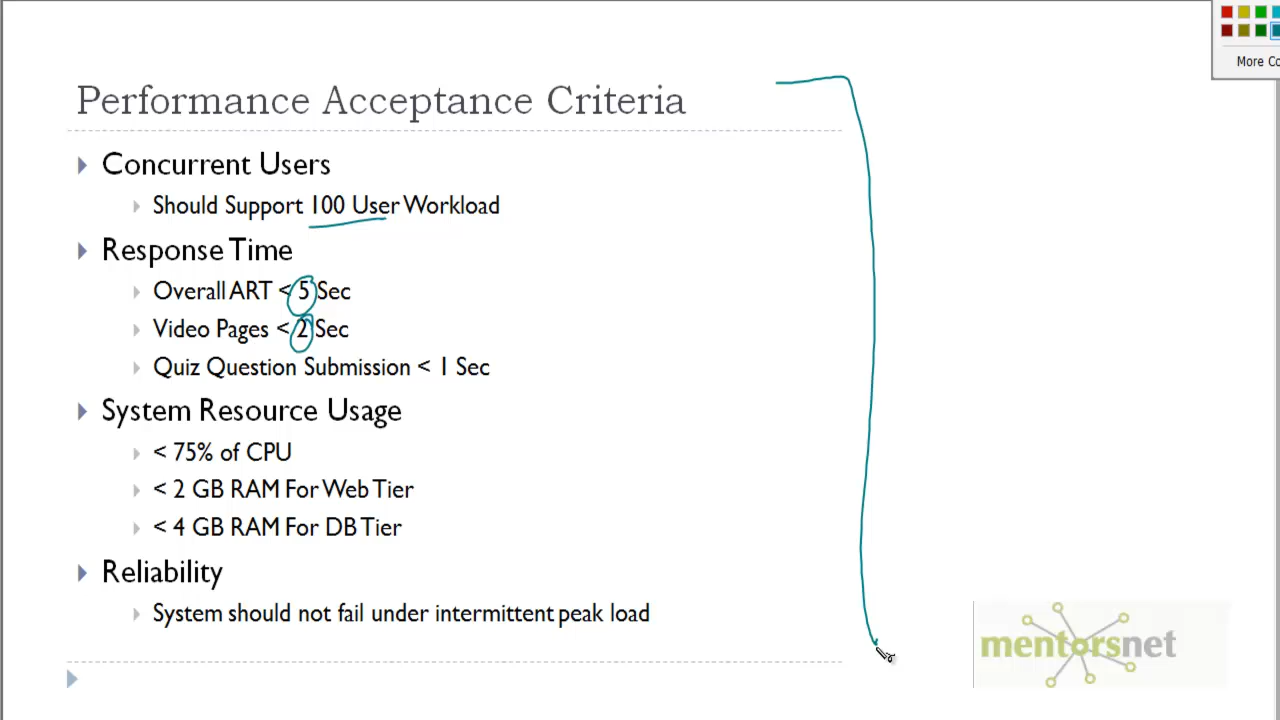 Performance Acceptance Criteria
Concurrent Users
Should Support 100 User Workload
Response Time
Overall ART < 5 Sec
Video Pages < 2 Sec
Quiz Question Submission < 1 Sec
System Resource Usage
< 75% of CPU
< 2 GB RAM For Web Tier
< 4 GB RAM For DB Tier
Reliability
System should not fail under intermittent peak load
mentorsnet
More Co